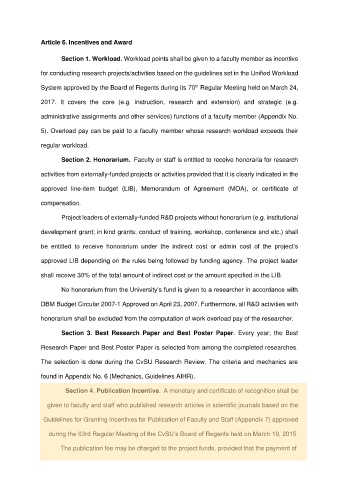 Article 6. Incentives and Award
Section 1. Workload. Workload points shall be given to a faculty member as incentive
for conducting research projects/activities based on the guidelines set in the Unified Workload
System approved by the Board of Regents during its 70th Regular Meeting held on March 24,
2017. It covers the core (e.g. instruction, research and extension) and strategic (e.g.
administrative assignments and other services) functions of a faculty member (Appendix No.
5). Overload pay can be paid to a faculty member whose research workload exceeds their
regular workload.
Section 2. Honorarium. Faculty or staff is entitled to receive honoraria for research
activities from externally-funded projects or activities provided that it is clearly indicated in the
approved line-item budget (LIB), Memorandum of Agreement (MOA), or certificate of
compensation.
Project leaders of externally-funded R&D projects without honorarium (e.g. institutional
development grant; in kind grants; conduct of training, workshop, conference and etc.) shall
be entitled to receive honorarium under the indirect cost or admin cost of the project's
approved LIB depending on the rules being followed by funding agency. The project leader
shall receive 30% of the total amount of indirect cost or the amount specified in the LIB.
No honorarium from the University's fund is given to a researcher in accordance with
DBM Budget Circular 2007-1 Approved on April 23, 2007. Furthermore, all R&D activities with
honorarium shall be excluded from the computation of work overload pay of the researcher.
Section 3. Best Research Paper and Best Poster Paper. Every year, the Best
Research Paper and Best Poster Paper is selected from among the completed researches.
The selection is done during the CvSU Research Review. The criteria and mechanics are
found in Appendix No. 6 (Mechanics, Guidelines AIHR).
Section 4. Publication Incentive. A monetary and certificate of recognition shall be
given to faculty and staff who published research articles in scientific journals based on the
Guidelines for Granting Incentives for Publication of Faculty and Staff (Appendix 7) approved
during the 63rd Regular Meeting of the CvSU's Board of Regents held on March 19, 2015.
The publication fee may be charged to the project funds, provided that the payment of